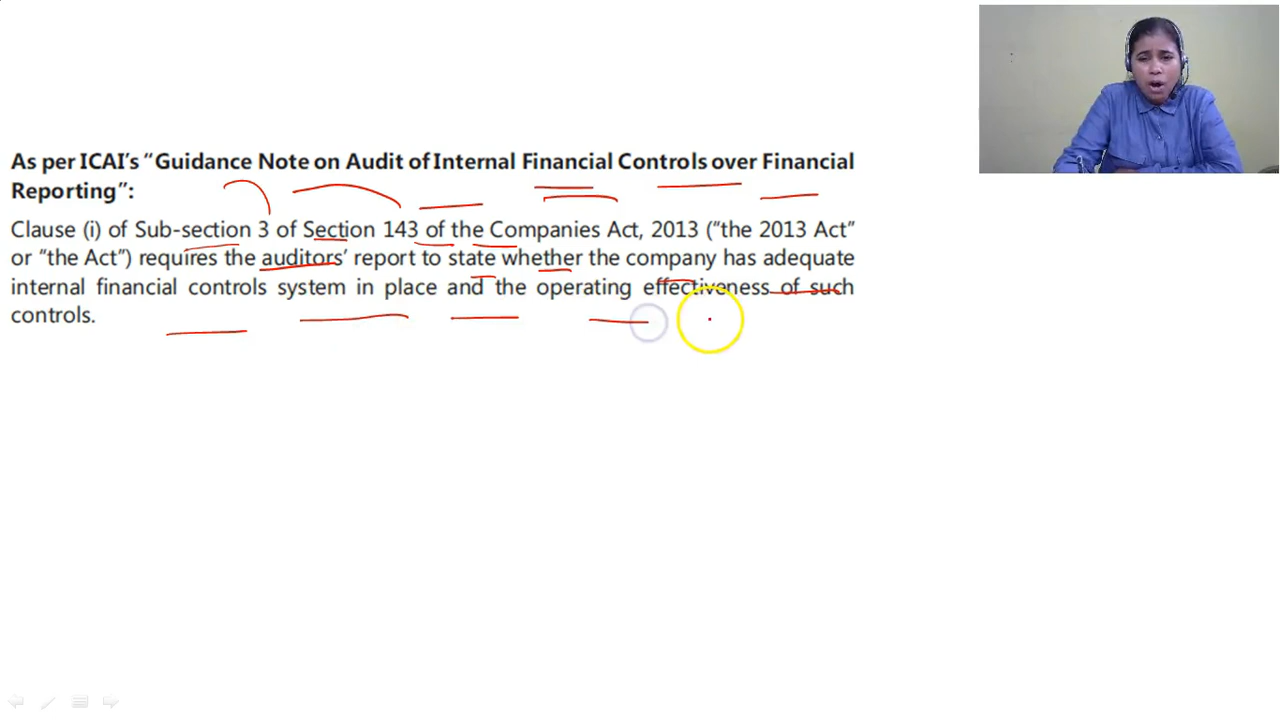 As per ICAI's “Guidance Note on Audit of Internal Financial Controls over Financial
Reporting”:
Clause (i) of Sub-section 3 of Section 143 of the Companies Act, 2013 (“the 2013 Act”
or “the Act”) requires the auditors’ report to state whether the company has adequate
internal financial controls system in place and the operating effectiveness of such
controls.